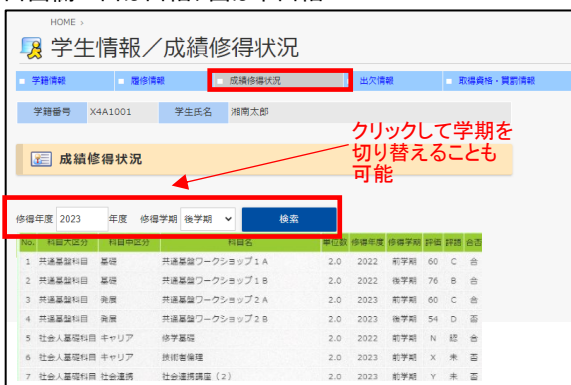 HOME >
学生情報／成績修得状況
学籍情報 履修情報 成績修得状況 出欠情報 取得資格・賞罰情報
学籍番号 X4A1001 学生氏名 湘南太郎
クリックして学期を
切り替えることも
可能
成績修得状況
修得年度 2023 年度 修得学期 後学期 検索
No. 科目大区分 科目中区分 科目名 単位数 修得年度 修得学期 評価 評語 合否
1 共通基盤科目 基礎 共通基盤ワークショップ１Ａ 2.0 2022 前学期 60 C 合
2 共通基盤科目 基礎 共通基盤ワークショップ１Ｂ 2.0 2022 後学期 76 B 合
3 共通基盤科目 発展 共通基盤ワークショップ２Ａ 2.0 2023 前学期 60 C 合
4 共通基盤科目 発展 共通基盤ワークショップ２Ｂ 2.0 2023 後学期 54 D 否
5 社会人基礎科目 キャリア 修学基礎 2.0 2022 前学期 N 認 合
6 社会人基礎科目 キャリア 技術者倫理 2.0 2023 前学期 X 未 否
7 社会人基礎科目 社会連携 社会連携講座（２） 2.0 2023 前学期 Y 未 否